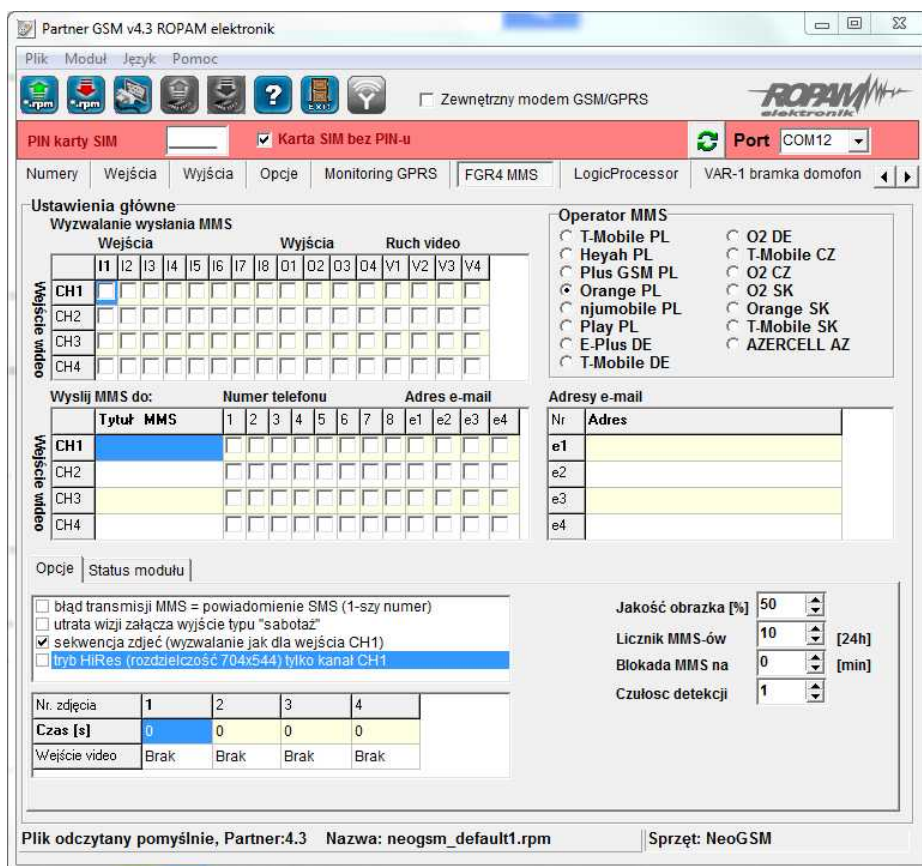 Partner GSM v4.3 ROPAM elektronik
Plik Moduł Język Pomoc
*.rpm *.rpm ? EXIT Zewnętrzny modem GSM/GPRS ROPAM elektronik
PIN karty SIM Karta SIM bez PIN-u Port COM12
Numery Wejścia Wyjścia Opcje Monitoring GPRS FGR4 MMS LogicProcessor VAR-1 bramka domofon
Ustawienia główne
Wyzwalanie wysłania MMS
Wejścia Wyjścia Ruch video
I1 I2 I3 I4 I5 I6 I7 I8 O1 O2 O3 O4 V1 V2 V3 V4
Wejście wideo
CH1
CH2
CH3
CH4
Operator MMS
T-Mobile PL
Heyah PL
Plus GSM PL
Orange PL
njumobile PL
Play PL
E-Plus DE
T-Mobile DE
O2 DE
T-Mobile CZ
O2 CZ
O2 SK
Orange SK
T-Mobile SK
AZERCELL AZ
Wyslij MMS do: Numer telefonu Adres e-mail
Tytuł MMS 1 2 3 4 5 6 7 8 e1 e2 e3 e4
Wejście wideo
CH1
CH2
CH3
CH4
Adresy e-mail
Nr Adres
e1
e2
e3
e4
Opcje Status modułu
błąd transmisji MMS = powiadomienie SMS (1-szy numer)
utrata wizji załącza wyjście typu "sabotaż"
sekwencja zdjeć (wyzwalanie jak dla wejścia CH1)
tryb HiRes (rozdzielczość 704x544) tylko kanał CH1
Jakość obrazka [%] 50
Licznik MMS-ów 10 [24h]
Blokada MMS na 0 [min]
Czułosc detekcji 1
Nr. zdjęcia 1 2 3 4
Czas [s] 0 0 0 0
Wejście video Brak Brak Brak Brak
Plik odczytany pomyślnie, Partner:4.3 Nazwa: neogsm_default1.rpm Sprzęt: NeoGSM